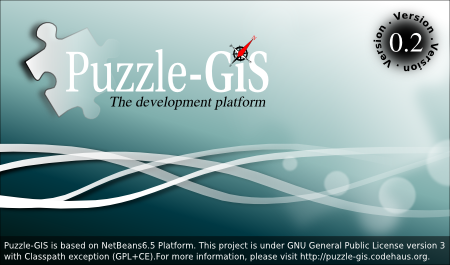 Puzzle-GiS
The development platform
Version · Version · Version · Version ·
0.2
Puzzle-GIS is based on NetBeans6.5 Platform. This project is under GNU General Public License version 3
with Classpath exception (GPL+CE).For more information, please visit http://puzzle-gis.codehaus.org.